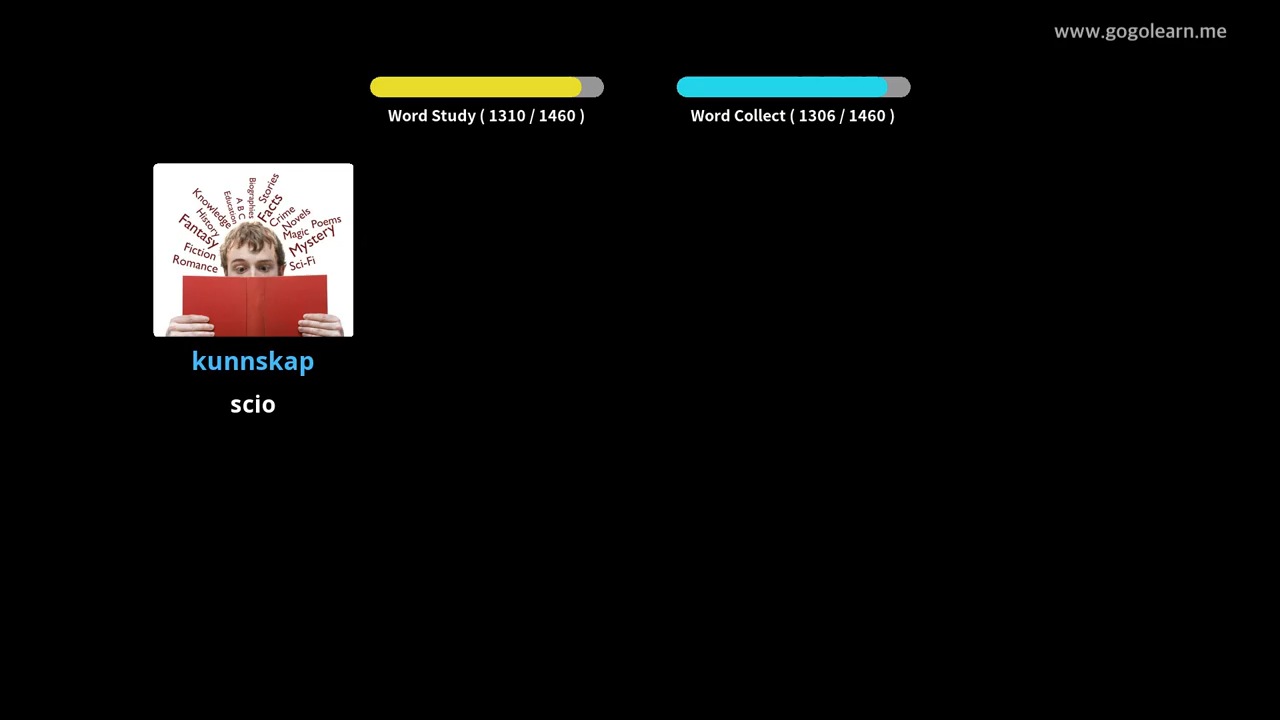 www.gogolearn.me
Word Study ( 1310 / 1460 )
Word Collect ( 1306 / 1460 )
Knowledge
History
Fantasy
Fiction
Romance
Education
A B C
Biographies
Stories
Facts
Crime
Novels
Magic
Poems
Mystery
Sci-Fi
kunnskap
scio